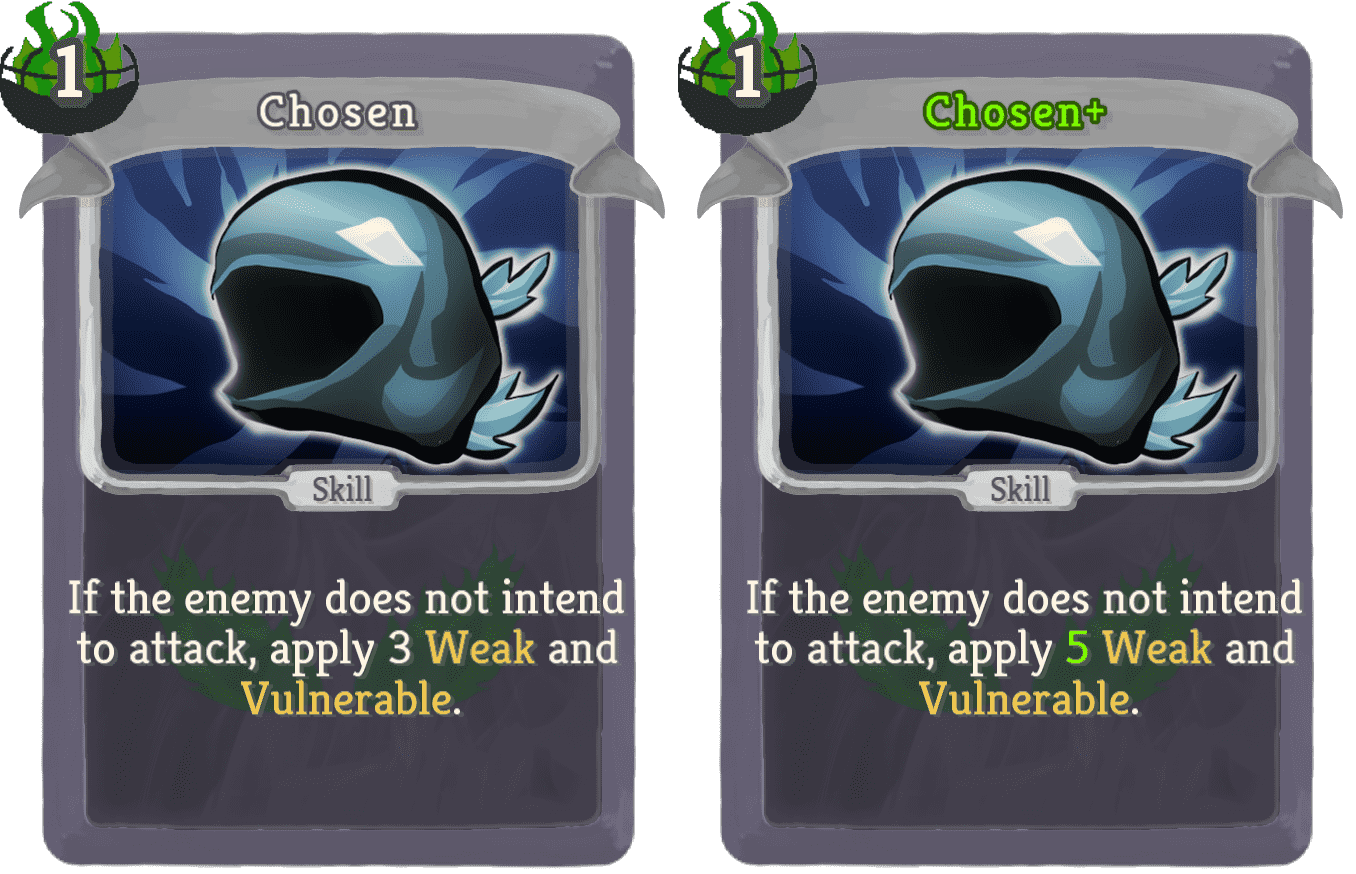 1
Chosen
Skill
If the enemy does not intend
to attack, apply 3 Weak and
Vulnerable.
1
Chosen+
Skill
If the enemy does not intend
to attack, apply 5 Weak and
Vulnerable.